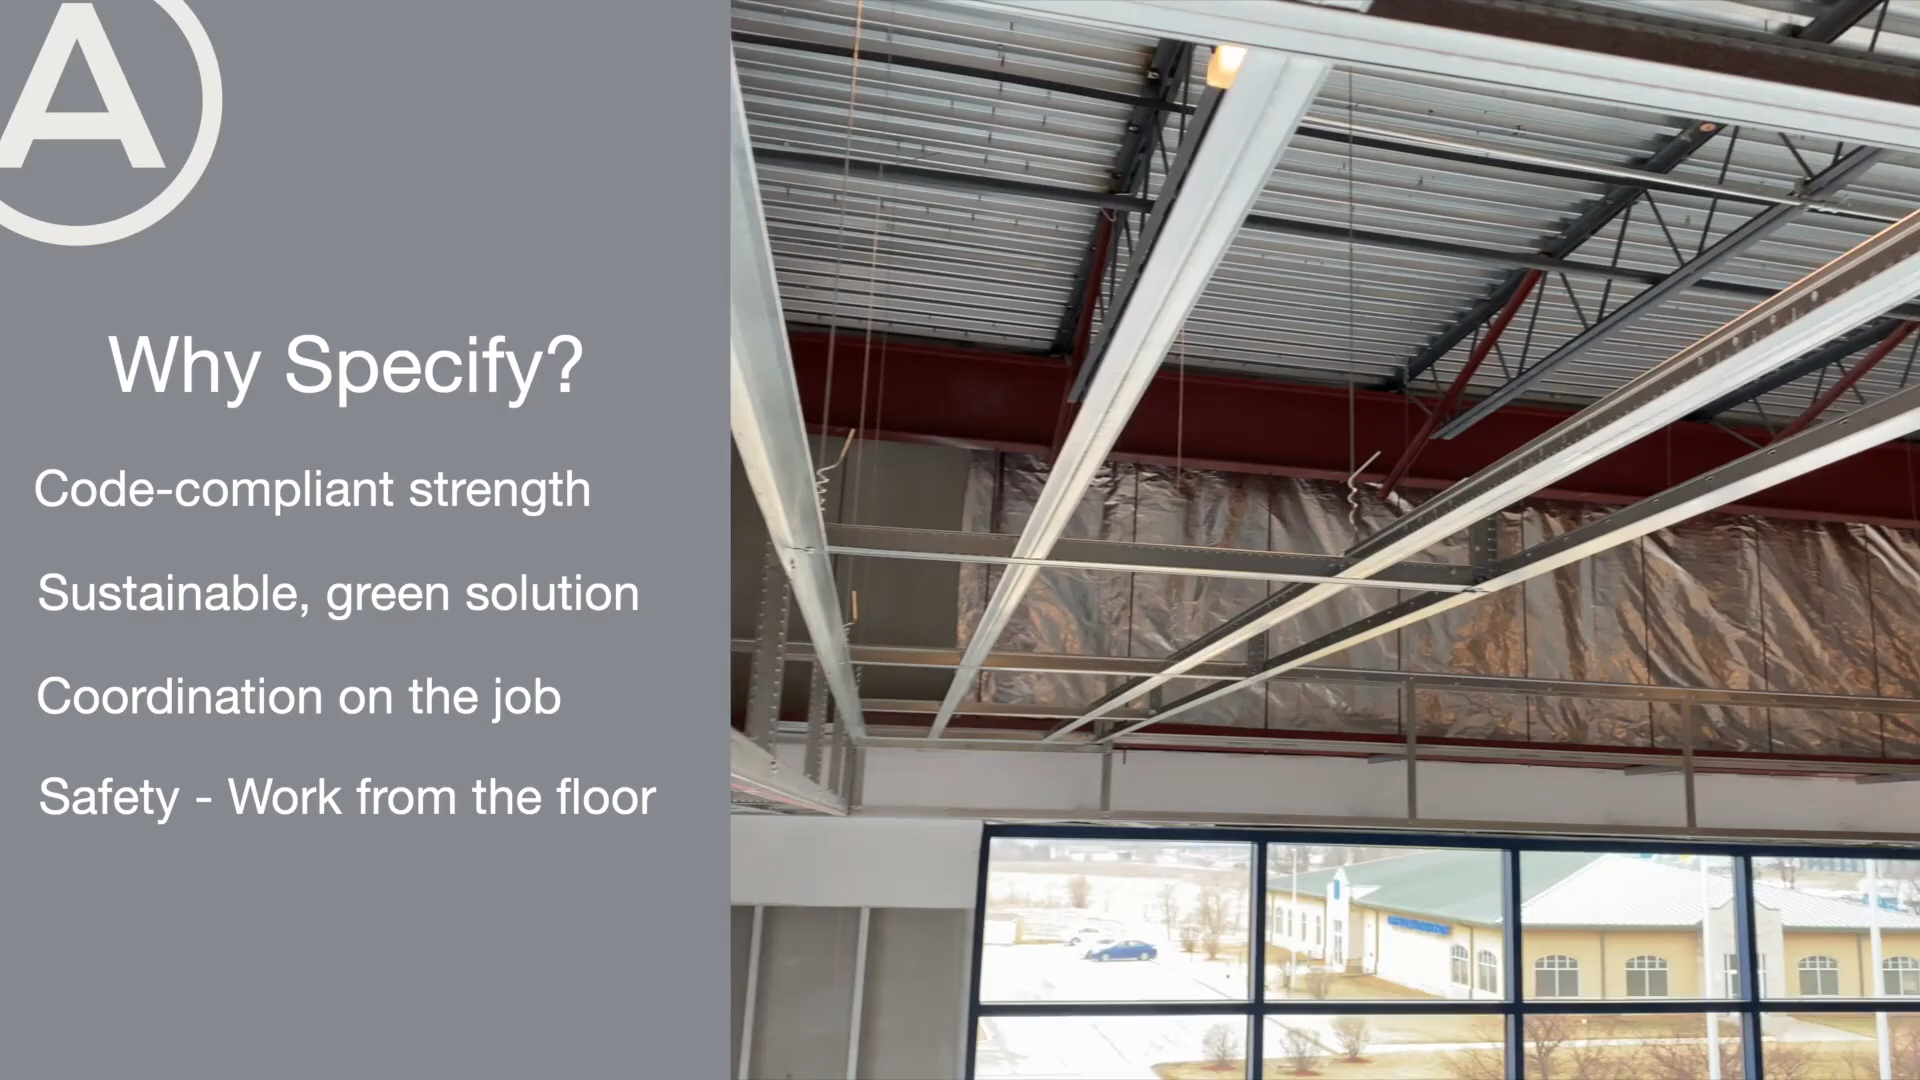 A
Why Specify?
Code-compliant strength
Sustainable, green solution
Coordination on the job
Safety - Work from the floor